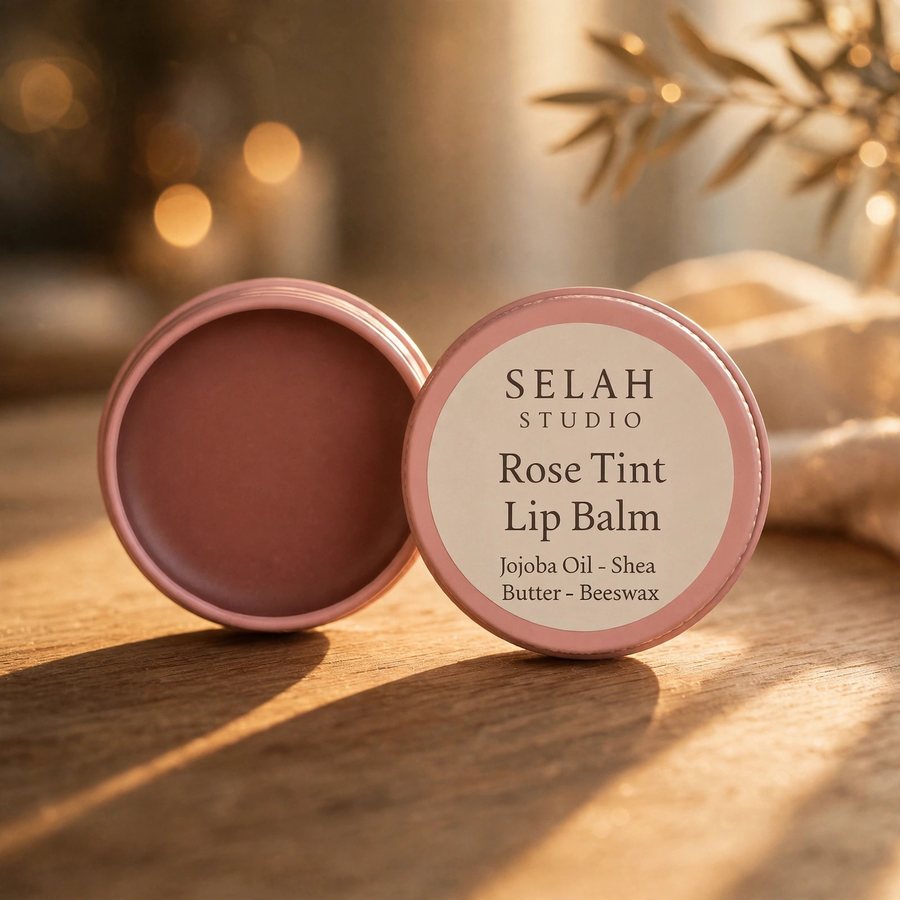 SELAH
STUDIO
Rose Tint
Lip Balm
Jojoba Oil - Shea
Butter - Beeswax